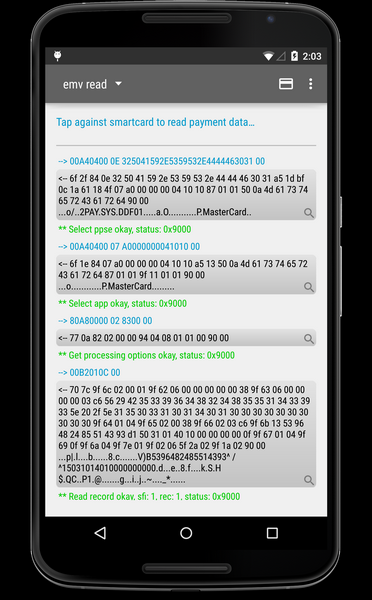 2:03
emv read
Tap against smartcard to read payment data…
--> 00A40400 0E 325041592E5359532E4444463031 00
<-- 6f 2f 84 0e 32 50 41 59 2e 53 59 53 2e 44 44 46 30 31 a5 1d bf
0c 1a 61 18 4f 07 a0 00 00 00 04 10 10 87 01 01 50 0a 4d 61 73 74
65 72 43 61 72 64 90 00
...o/..2PAY.SYS.DDF01.....a.O...........P.MasterCard..
** Select ppse okay, status: 0x9000
--> 00A40400 07 A0000000041010 00
<-- 6f 1e 84 07 a0 00 00 00 04 10 10 a5 13 50 0a 4d 61 73 74 65 72
43 61 72 64 87 01 01 9f 11 01 01 90 00
...o............P.MasterCard.........
** Select app okay, status: 0x9000
--> 80A80000 02 8300 00
<-- 77 0a 82 02 00 00 94 04 08 01 01 00 90 00
** Get processing options okay, status: 0x9000
--> 00B2010C 00
<-- 70 7c 9f 6c 02 00 01 9f 62 06 00 00 00 00 00 38 9f 63 06 00 00
00 00 03 c6 56 29 42 35 33 39 36 34 38 32 34 38 35 35 31 34 33 39
33 5e 20 2f 5e 31 35 30 33 31 30 31 34 30 31 30 30 30 30 30 30 30
30 30 30 30 9f 64 01 04 9f 65 02 00 38 9f 66 02 03 c6 9f 6b 13 53 96
48 24 85 51 43 93 d1 50 31 01 40 10 00 00 00 00 0f 9f 67 01 04 9f
69 0f 9f 6a 04 9f 7e 01 9f 02 06 5f 2a 02 9f 1a 02 90 00
...p|.l....b......8.c.......V)B5396482485514393^ /
^15031014010000000000.d...e..8.f....k.S.H
$.QC..P1.@.......g...i..j..~...._*......
** Read record okay, sfi: 1, rec: 1, status: 0x9000